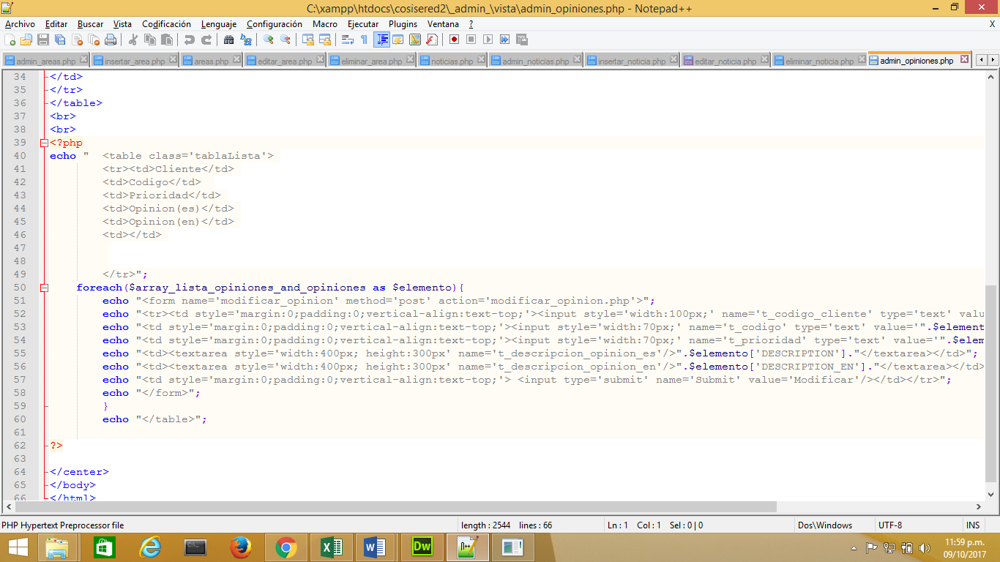 C:\xampp\htdocs\cosisered2\_admin_\vista\admin_opiniones.php - Notepad++
Archivo Editar Buscar Vista Codificación Lenguaje Configuración Macro Ejecutar Plugins Ventana ? X
admin_areas.php insertar_area.php areas.php editar_area.php eliminar_area.php noticias.php admin_noticias.php insertar_noticia.php editar_noticia.php eliminar_noticia.php admin_opiniones.php
34 </td>
35 </tr>
36 </table>
37 <br>
38 <br>
39 <?php
40 echo "  <table class='tablaLista'>
41 <tr><td>Cliente</td>
42 <td>Codigo</td>
43 <td>Prioridad</td>
44 <td>Opinion(es)</td>
45 <td>Opinion(en)</td>
46 <td></td>
47
48
49 </tr>";
50 foreach($array_lista_opiniones_and_opiniones as $elemento){
51 echo "<form name='modificar_opinion' method='post' action='modificar_opinion.php'>";
52 echo "<tr><td style='margin:0;padding:0;vertical-align:text-top;'><input style='width:100px;' name='t_codigo_cliente' type='text' valu
53 echo "<td style='margin:0;padding:0;vertical-align:text-top;'><input style='width:70px;' name='t_codigo' type='text' value='".$element
54 echo "<td style='margin:0;padding:0;vertical-align:text-top;'><input style='width:70px;' name='t_prioridad' type='text' value='".$elem
55 echo "<td><textarea style='width:400px; height:300px' name='t_descripcion_opinion_es'/>".$elemento['DESCRIPTION']."</textarea></td>";
56 echo "<td><textarea style='width:400px; height:300px' name='t_descripcion_opinion_en'/>".$elemento['DESCRIPTION_EN']."</textarea></td>
57 echo "<td style='margin:0;padding:0;vertical-align:text-top;'> <input type='submit' name='Submit' value='Modificar'/></td></tr>";
58 echo "</form>";
59 }
60 echo "</table>";
61
62 ?>
63
64 </center>
65 </body>
66 </html>
PHP Hypertext Preprocessor file length : 2544 lines : 66 Ln : 1 Col : 1 Sel : 0 | 0 Dos\Windows UTF-8 INS
11:59 p.m.
09/10/2017